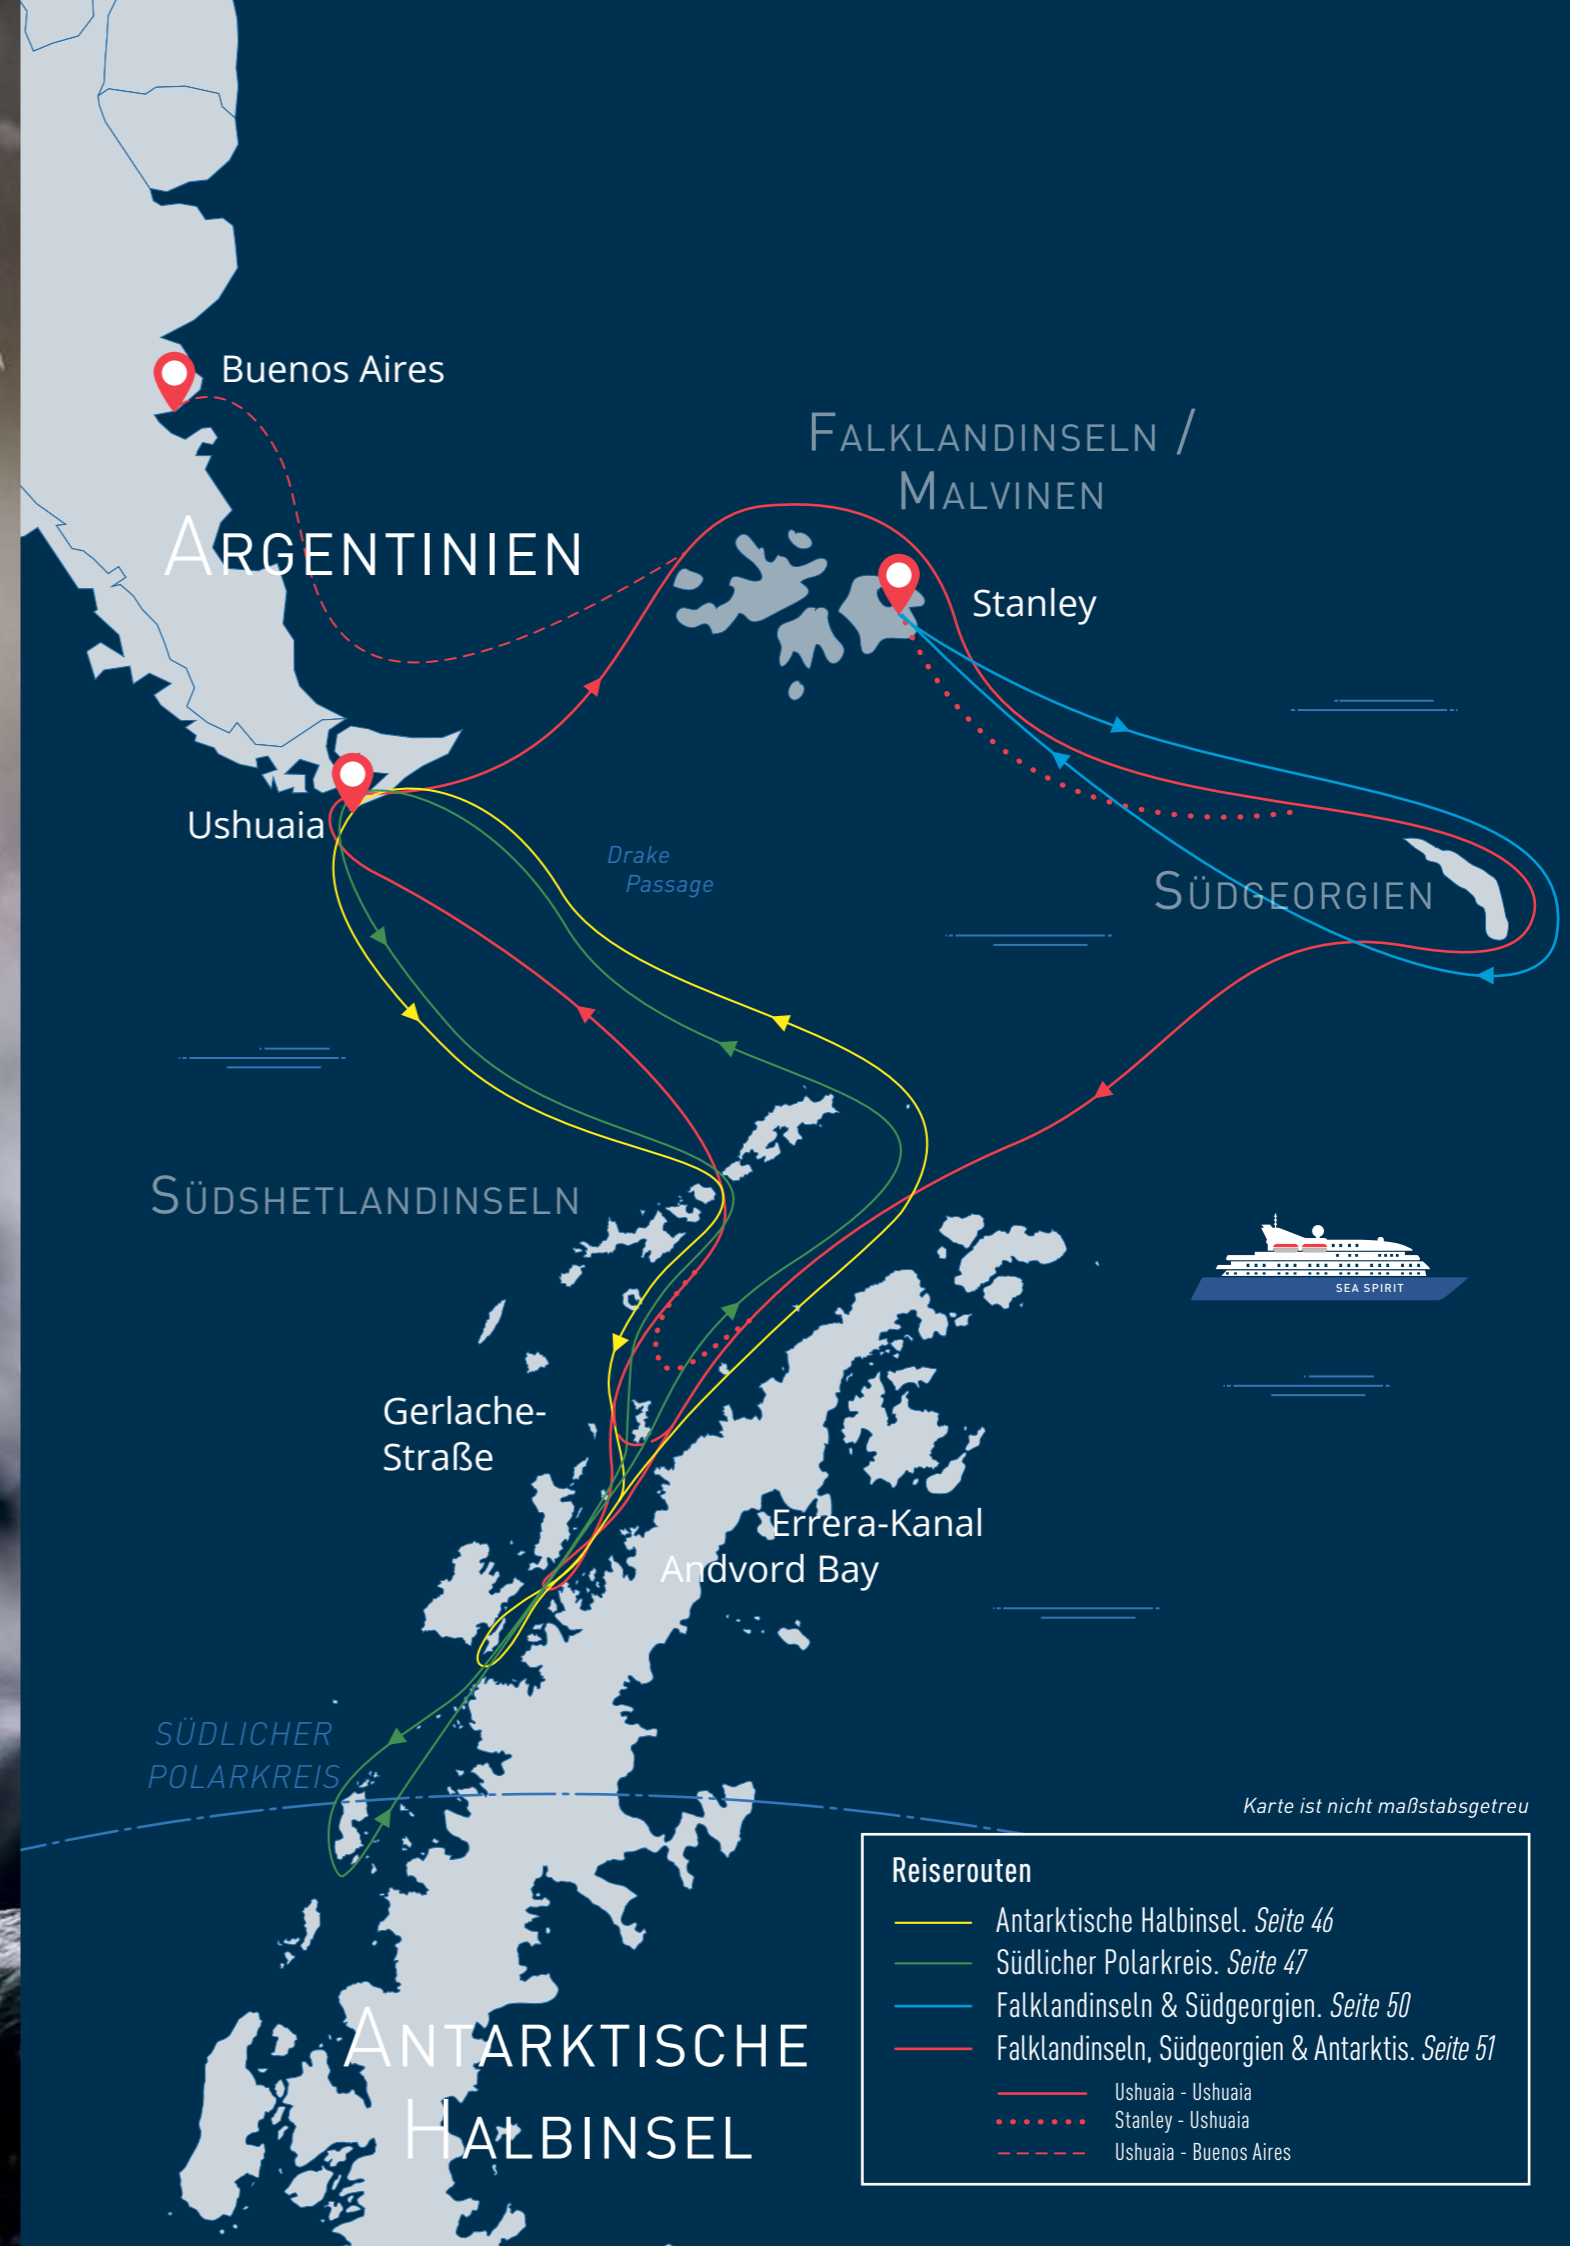 Buenos Aires
FALKLANDINSELN /
MALVINEN
ARGENTINIEN
Stanley
Ushuaia
Drake
Passage
SÜDGEORGIEN
SÜDSHETLANDINSELN
SEA SPIRIT
Gerlache-
Straße
Errera-Kanal
Andvord Bay
SÜDLICHER
POLARKREIS
Karte ist nicht maßstabsgetreu
Reiserouten
Antarktische Halbinsel. Seite 46
Südlicher Polarkreis. Seite 47
Falklandinseln & Südgeorgien. Seite 50
Falklandinseln, Südgeorgien & Antarktis. Seite 51
Ushuaia - Ushuaia
Stanley - Ushuaia
Ushuaia - Buenos Aires
ANTARKTISCHE
HALBINSEL